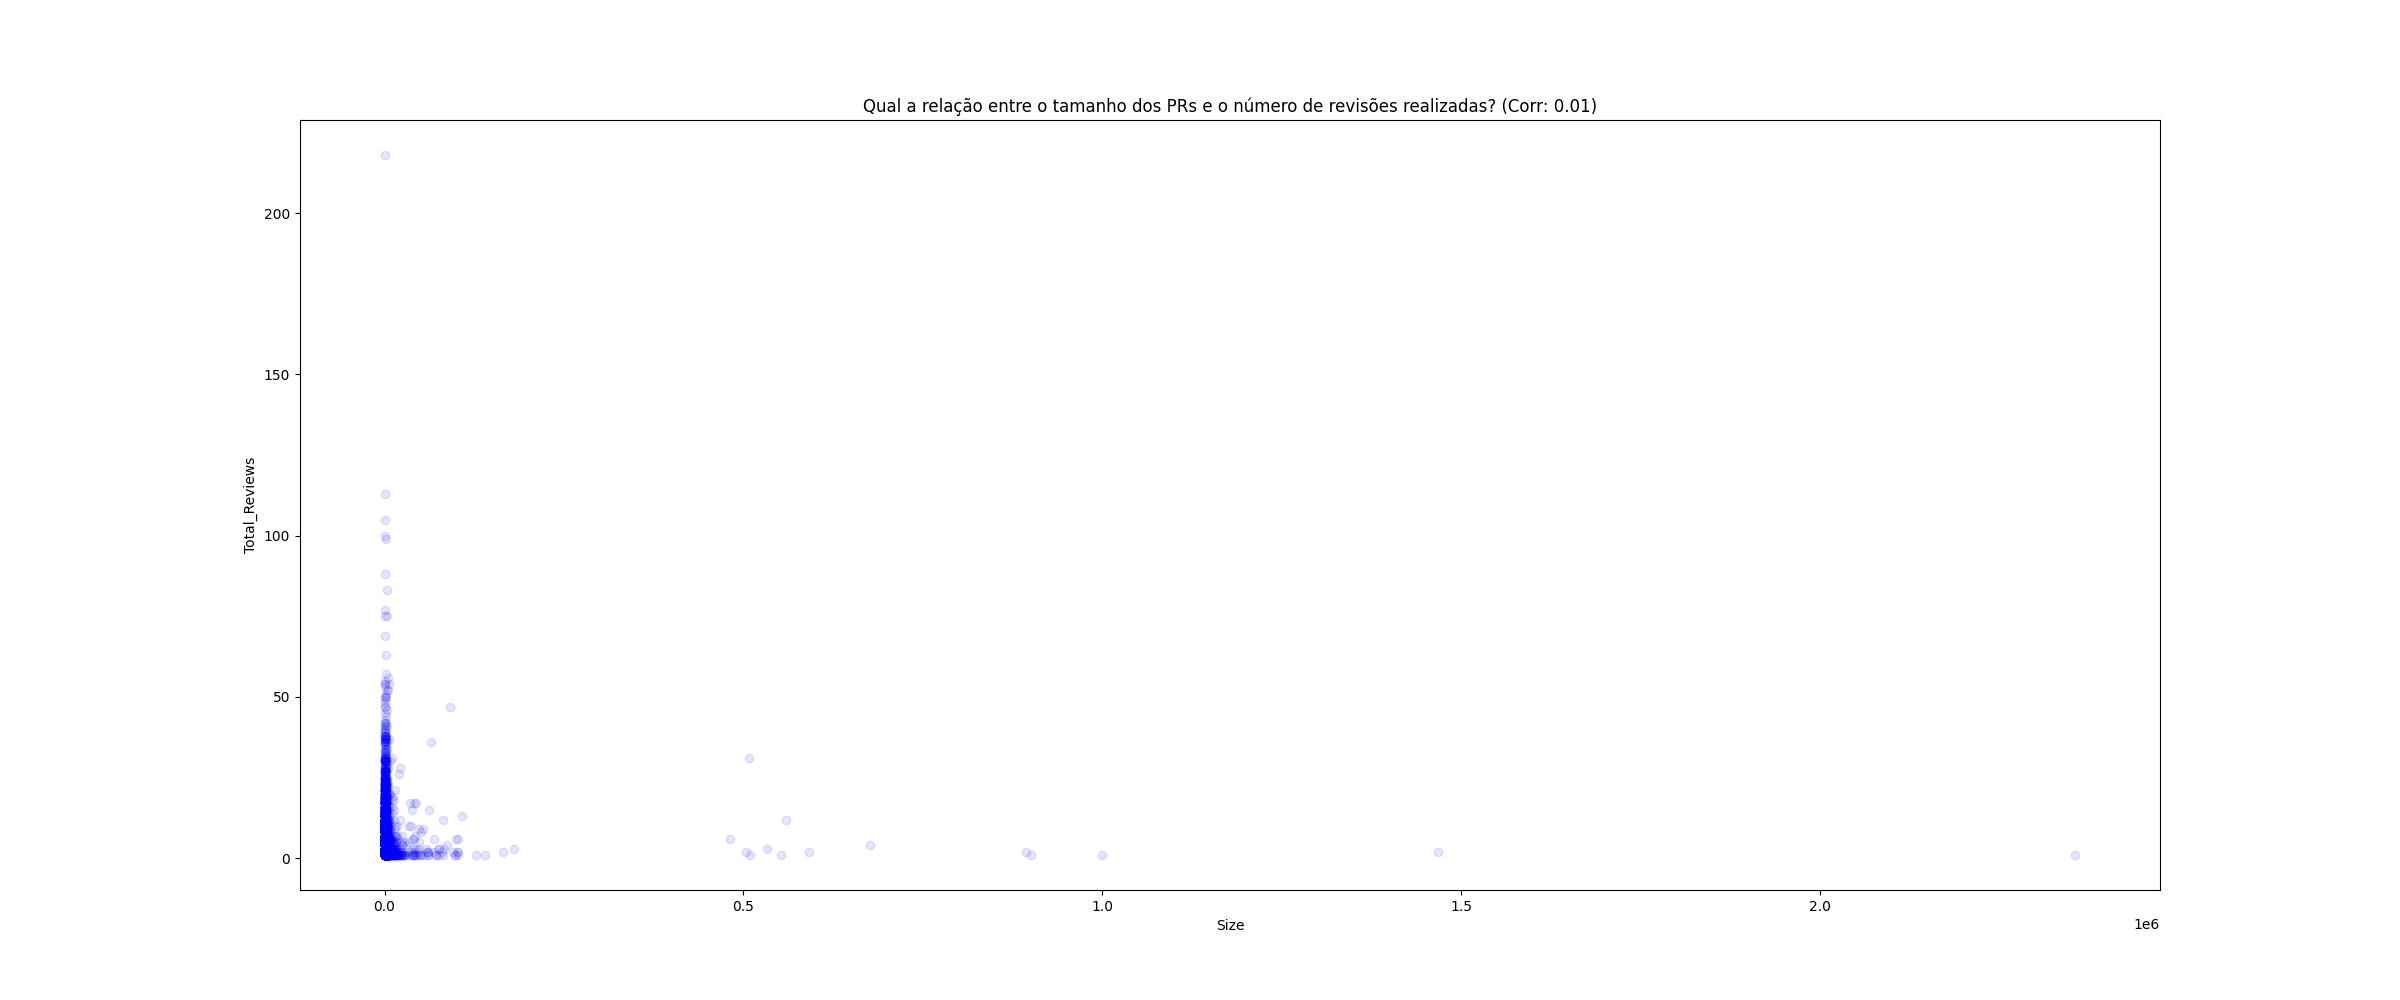 Qual a relação entre o tamanho dos PRs e o número de revisões realizadas? (Corr: 0.01)
200
150
100
50
0
Total_Reviews
0.0 0.5 1.0 1.5 2.0
Size
1e6